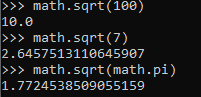 >>> math.sqrt(100)
10.0
>>> math.sqrt(7)
2.6457513110645907
>>> math.sqrt(math.pi)
1.7724538509055159